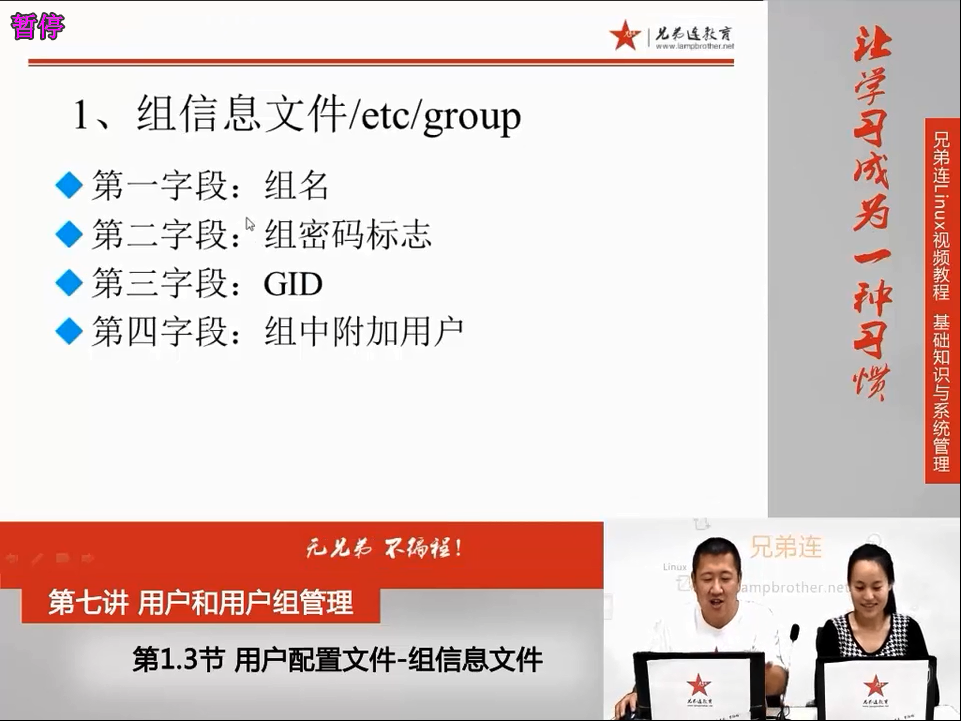 暂停
兄弟连教育
www.lampbrother.net
1、组信息文件/etc/group
第一字段：组名
第二字段：组密码标志
第三字段：GID
第四字段：组中附加用户
让学习成为一种习惯
兄弟连Linux视频教程 基础知识与系统管理
无兄弟 不编程!
第七讲 用户和用户组管理
第1.3节 用户配置文件-组信息文件
兄弟连
Linux
lampbrother.net